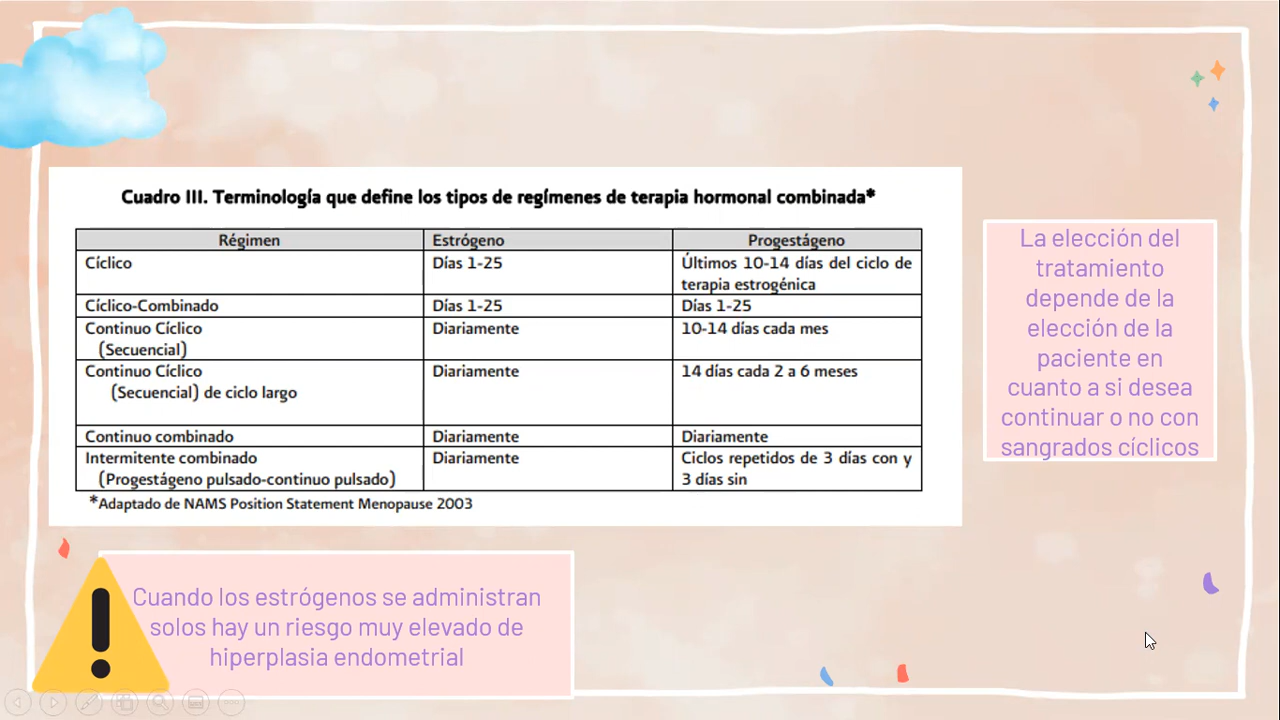 Cuadro III. Terminología que define los tipos de regímenes de terapia hormonal combinada*
Régimen Estrógeno Progestágeno
Cíclico Días 1-25 Últimos 10-14 días del ciclo de
terapia estrogénica
Cíclico-Combinado Días 1-25 Días 1-25
Continuo Cíclico Diariamente 10-14 días cada mes
(Secuencial)
Continuo Cíclico Diariamente 14 días cada 2 a 6 meses
(Secuencial) de ciclo largo
Continuo combinado Diariamente Diariamente
Intermitente combinado Diariamente Ciclos repetidos de 3 días con y
(Progestágeno pulsado-continuo pulsado) 3 días sin
*Adaptado de NAMS Position Statement Menopause 2003
La elección del
tratamiento
depende de la
elección de la
paciente en
cuanto a si desea
continuar o no con
sangrados cíclicos
Cuando los estrógenos se administran
solos hay un riesgo muy elevado de
hiperplasia endometrial